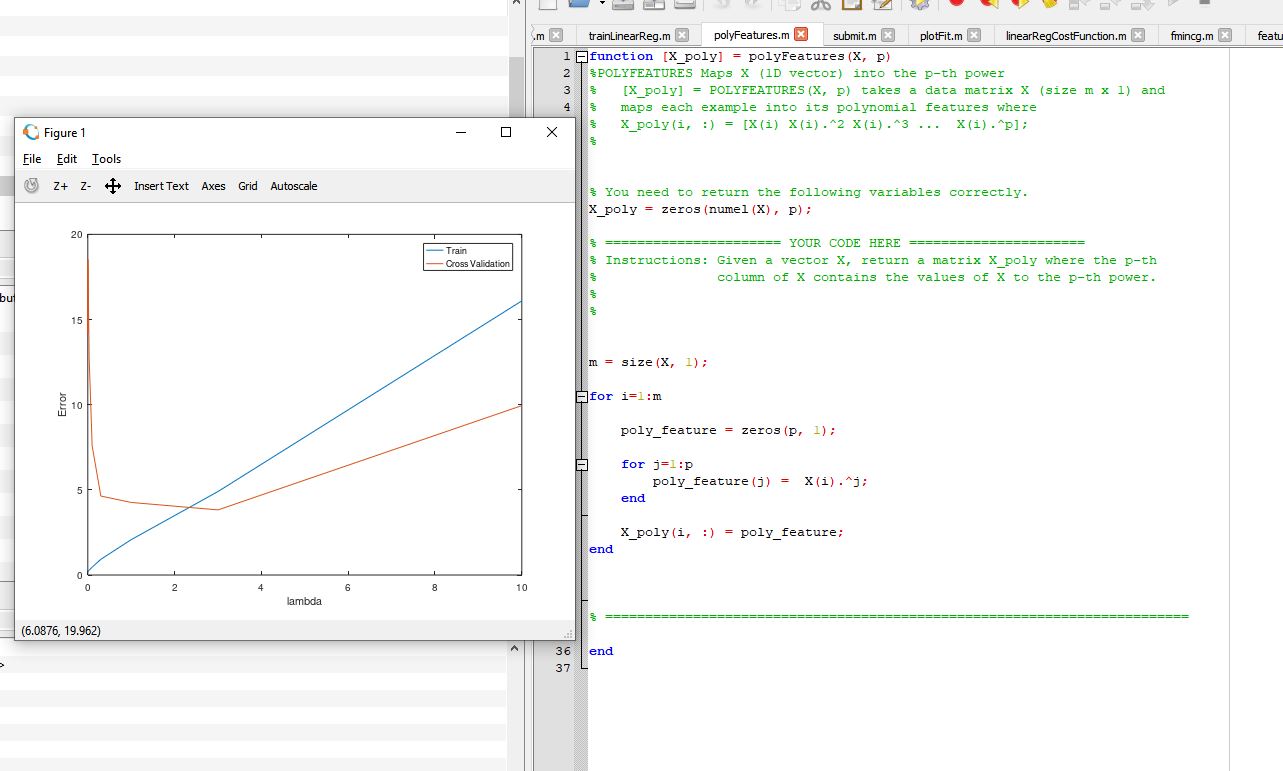 .m
trainLinearReg.m
polyFeatures.m
submit.m
plotFit.m
linearRegCostFunction.m
fmincg.m
featu
1 function [X_poly] = polyFeatures(X, p)
2 %POLYFEATURES Maps X (1D vector) into the p-th power
3 %   [X_poly] = POLYFEATURES(X, p) takes a data matrix X (size m x 1) and
4 %   maps each example into its polynomial features where
%   X_poly(i, :) = [X(i) X(i).^2 X(i).^3 ...  X(i).^p];
%
% You need to return the following variables correctly.
X_poly = zeros(numel(X), p);
% ====================== YOUR CODE HERE ======================
% Instructions: Given a vector X, return a matrix X_poly where the p-th
%               column of X contains the values of X to the p-th power.
%
%
m = size(X, 1);
for i=1:m
    poly_feature = zeros(p, 1);
    for j=1:p
        poly_feature(j) =  X(i).^j;
    end
    X_poly(i, :) = poly_feature;
end
% =========================================================================
36 end
37
Figure 1
File Edit Tools
Z+ Z- Insert Text Axes Grid Autoscale
20
15
10
5
0
Error
Train
Cross Validation
0 2 4 6 8 10
lambda
(6.0876, 19.962)
but
>